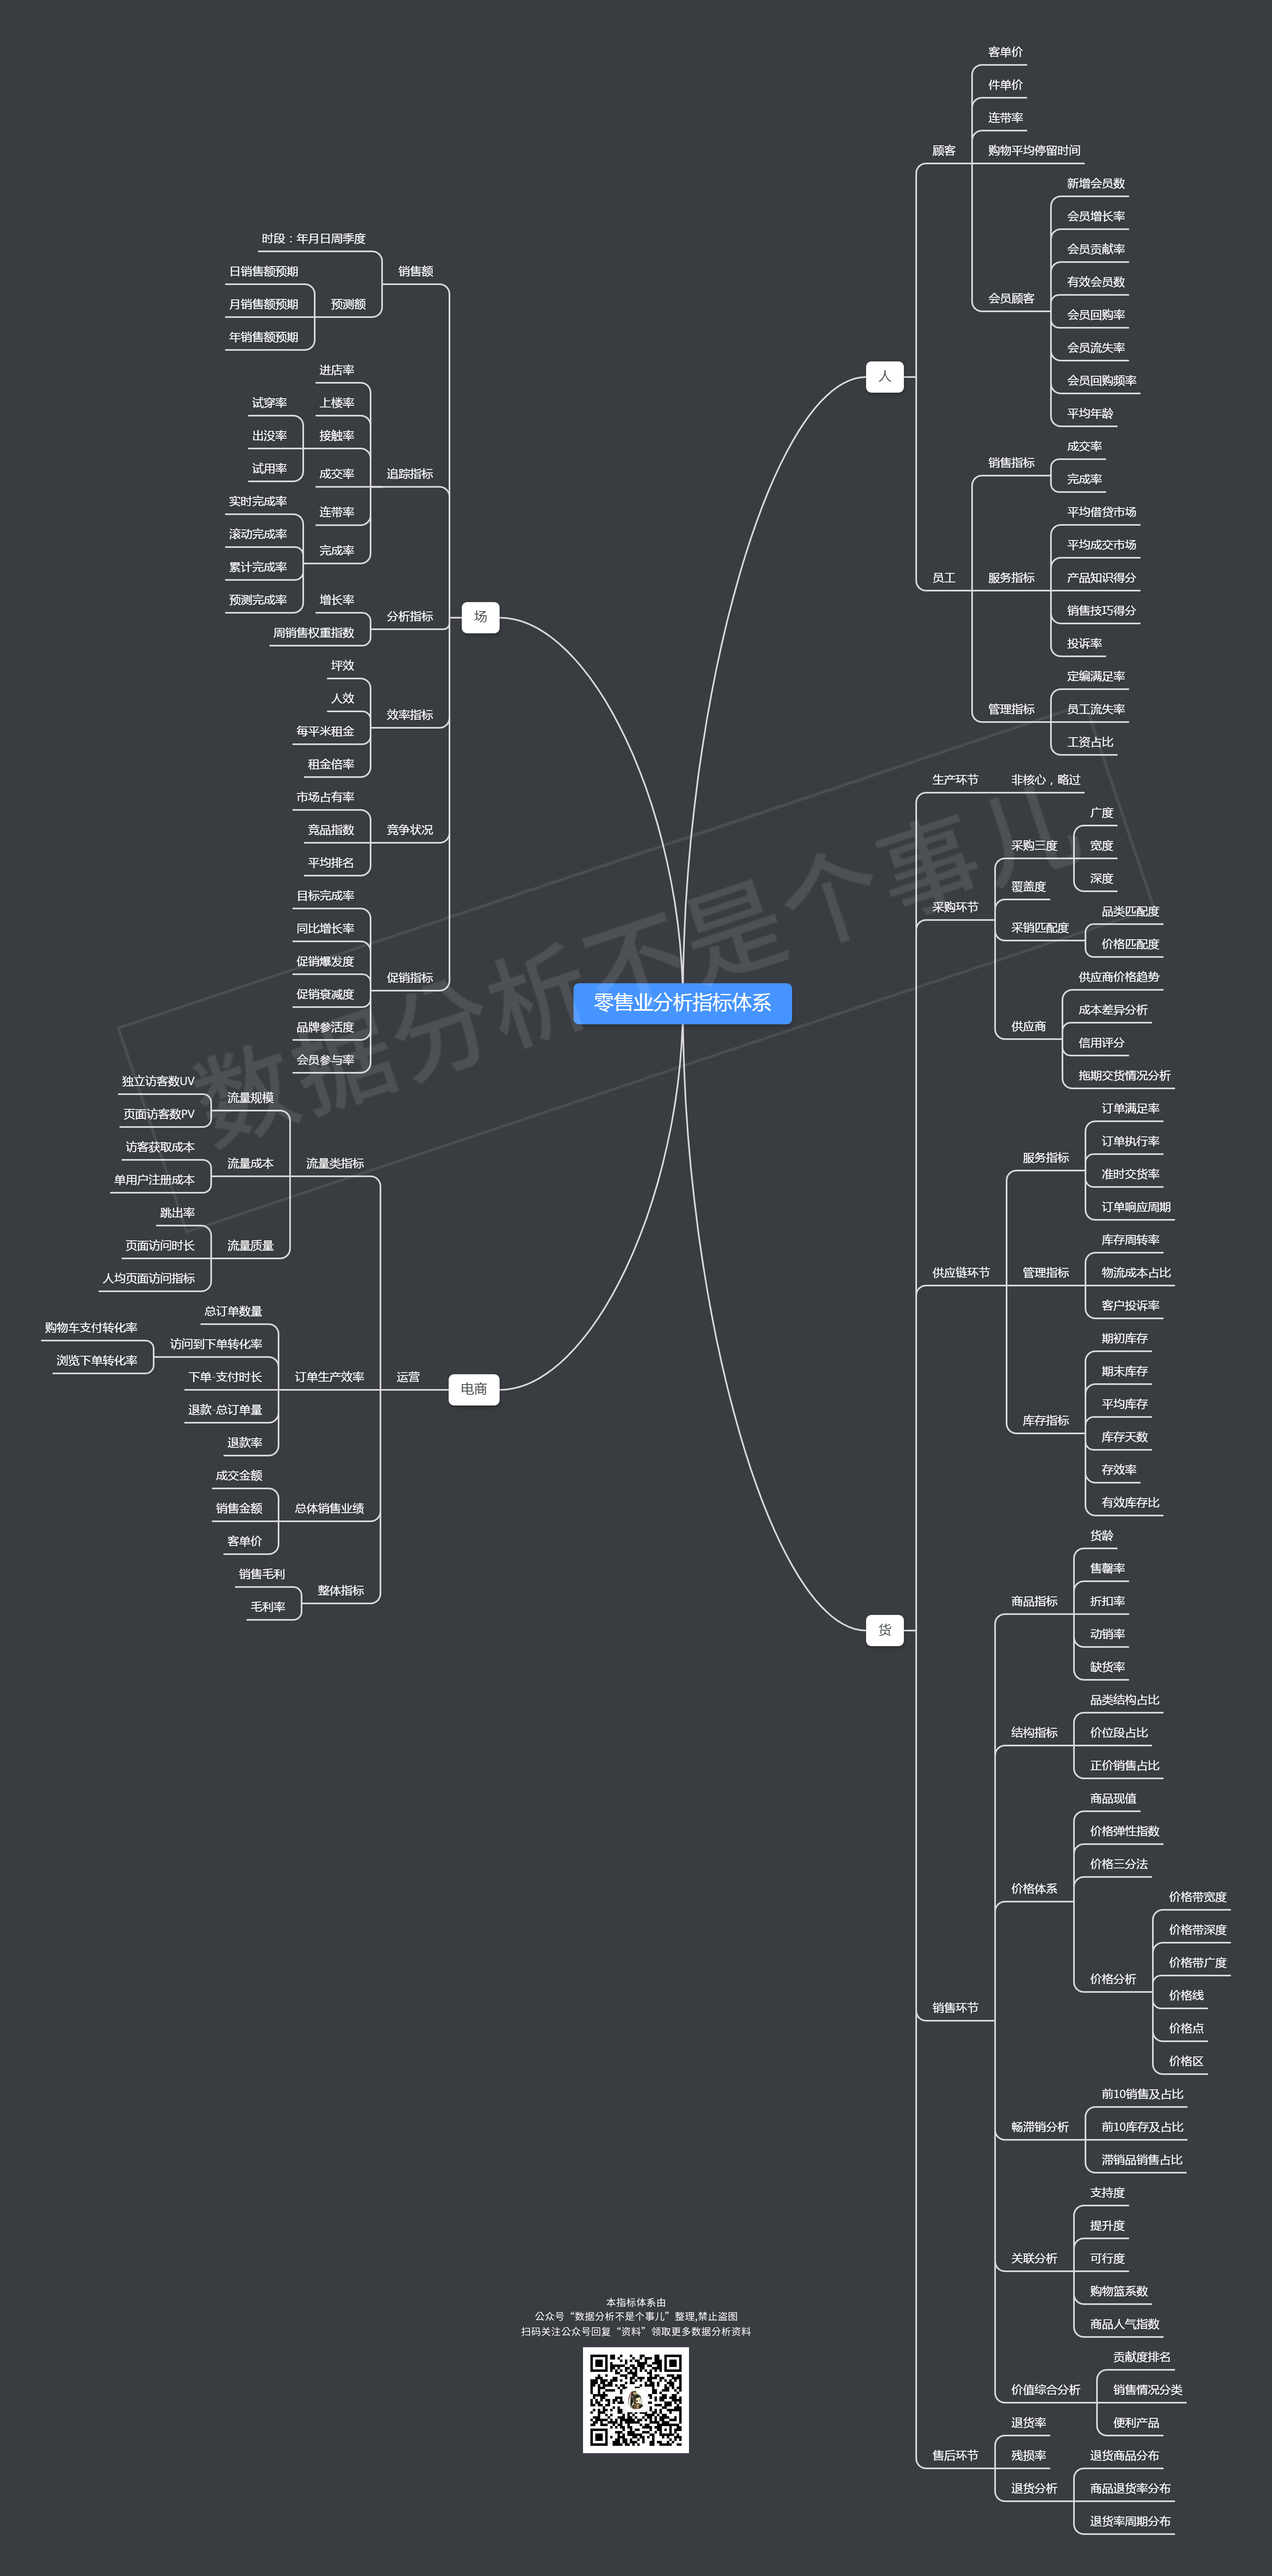 零售业分析指标体系
人
顾客
客单价
件单价
连带率
购物平均停留时间
会员顾客
新增会员数
会员增长率
会员贡献率
有效会员数
会员回购率
会员流失率
会员回购频率
平均年龄
员工
销售指标
成交率
完成率
服务指标
平均借贷市场
平均成交市场
产品知识得分
销售技巧得分
投诉率
管理指标
定编满足率
员工流失率
工资占比
货
生产环节
非核心，略过
采购环节
采购三度
广度
宽度
深度
覆盖度
采销匹配度
品类匹配度
价格匹配度
供应商
供应商价格趋势
成本差异分析
信用评分
拖期交货情况分析
供应链环节
服务指标
订单满足率
订单执行率
准时交货率
订单响应周期
管理指标
库存周转率
物流成本占比
客户投诉率
库存指标
期初库存
期末库存
平均库存
库存天数
存效率
有效库存比
销售环节
商品指标
货龄
售罄率
折扣率
动销率
缺货率
结构指标
品类结构占比
价位段占比
正价销售占比
价格体系
商品现值
价格弹性指数
价格三分法
价格分析
价格带宽度
价格带深度
价格带广度
价格线
价格点
价格区
畅滞销分析
前10销售及占比
前10库存及占比
滞销品销售占比
关联分析
支持度
提升度
可行度
购物篮系数
商品人气指数
价值综合分析
贡献度排名
销售情况分类
便利产品
售后环节
退货率
残损率
退货分析
退货商品分布
商品退货率分布
退货率周期分布
场
销售额
时段：年月日周季度
预测额
日销售额预期
月销售额预期
年销售额预期
追踪指标
进店率
上楼率
接触率
试穿率
出没率
试用率
成交率
连带率
完成率
实时完成率
滚动完成率
累计完成率
预测完成率
分析指标
增长率
周销售权重指数
效率指标
坪效
人效
每平米租金
租金倍率
竞争状况
市场占有率
竞品指数
平均排名
促销指标
目标完成率
同比增长率
促销爆发度
促销衰减度
品牌参活度
会员参与率
电商
运营
流量类指标
流量规模
独立访客数UV
页面访客数PV
流量成本
访客获取成本
单用户注册成本
流量质量
跳出率
页面访问时长
人均页面访问指标
订单生产效率
总订单数量
访问到下单转化率
购物车支付转化率
浏览下单转化率
下单-支付时长
退款-总订单量
退款率
总体销售业绩
成交金额
销售金额
客单价
整体指标
销售毛利
毛利率
数据分析不是个事儿
本指标体系由
公众号“数据分析不是个事儿”整理,禁止盗图
扫码关注公众号回复“资料”领取更多数据分析资料